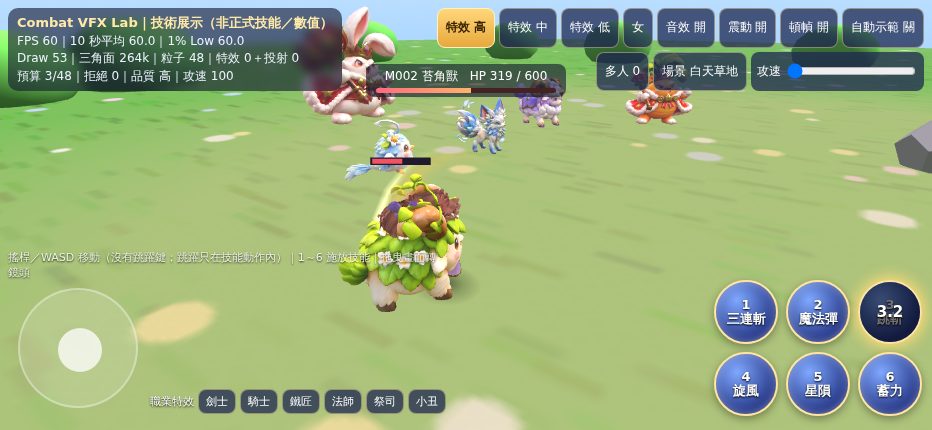 Combat VFX Lab｜技術展示（非正式技能／數值）
FPS 60｜10 秒平均 60.0｜1% Low 60.0
Draw 53｜三角面 264k｜粒子 48｜特效 0＋投射 0
預算 3/48｜拒絕 0｜品質 高｜攻速 100
特效 高
特效 中
特效 低
女
音效 開
震動 開
頓幀 開
自動示範 關
多人 0
場景 白天草地
攻速
M002 苔角獸 HP 319 / 600
搖桿／WASD 移動（沒有跳躍鍵；跳躍只在技能動作內）｜1～6 施放技能｜
鏡頭
1
三連斬
2
魔法彈
3.2
4
旋風
5
星隕
6
蓄力
職業特效
劍士
騎士
鐵匠
法師
祭司
小丑